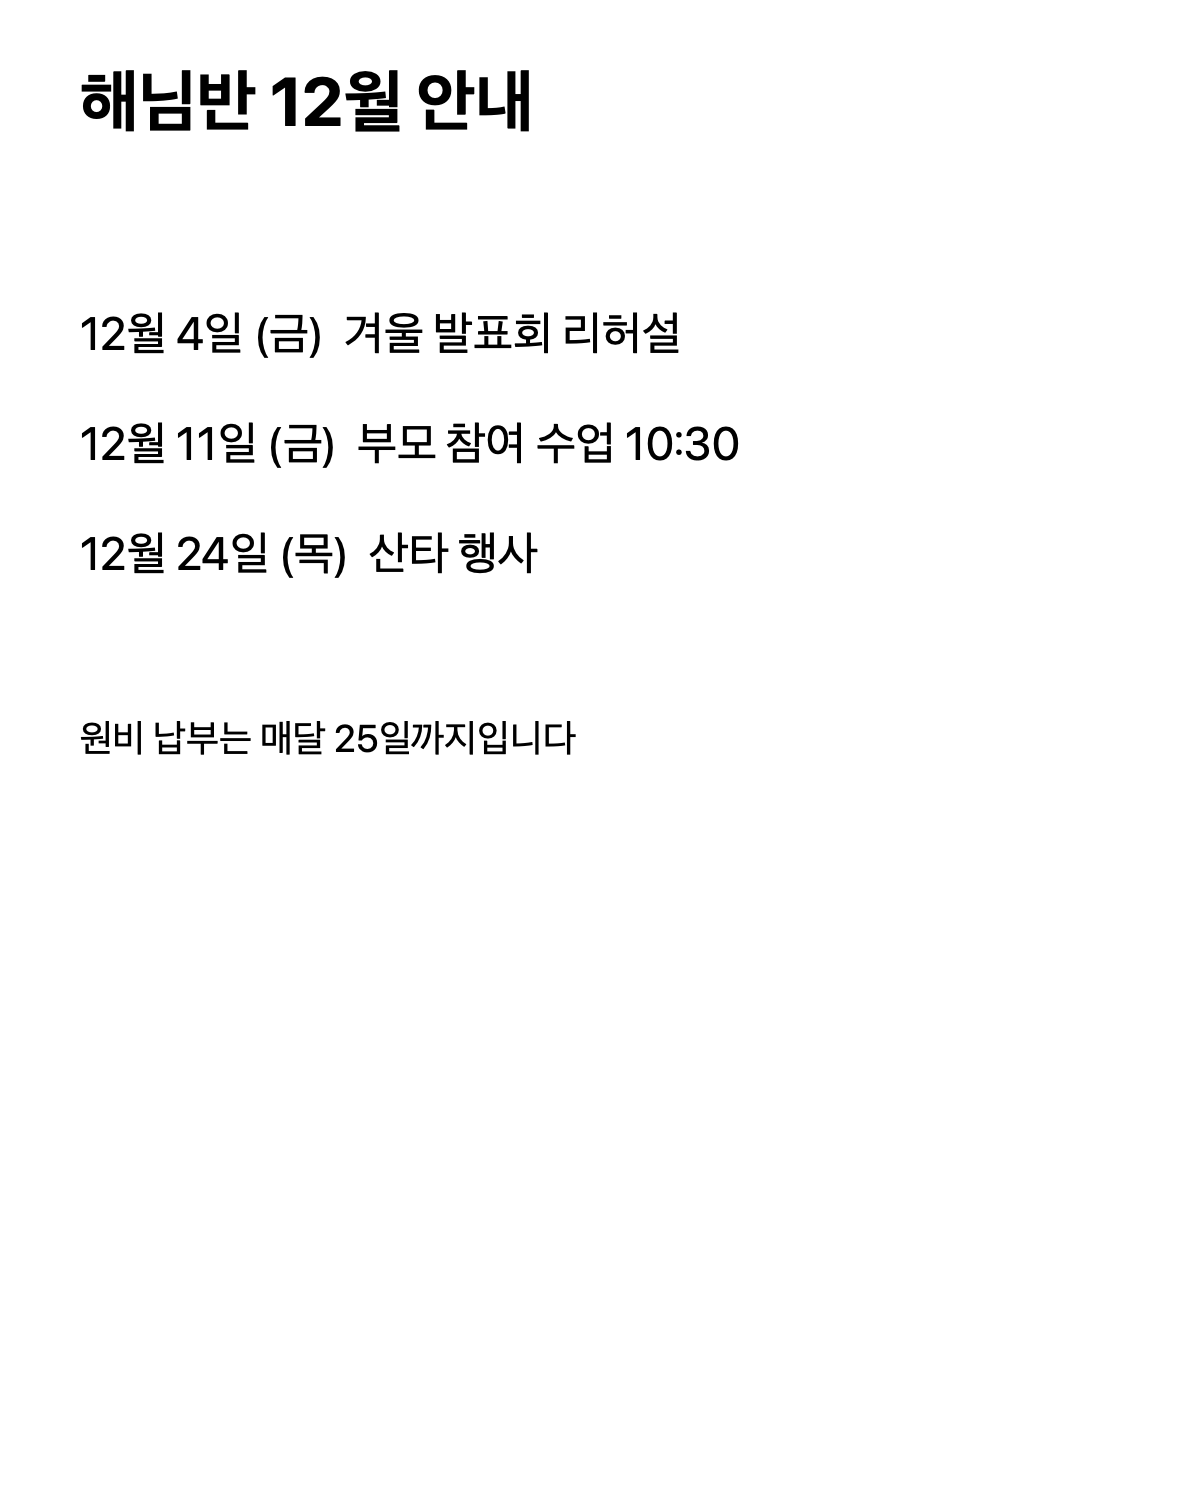 해님반 12월 안내
12월 4일 (금) 겨울 발표회 리허설
12월 11일 (금) 부모 참여 수업 10:30
12월 24일 (목) 산타 행사
원비 납부는 매달 25일까지입니다